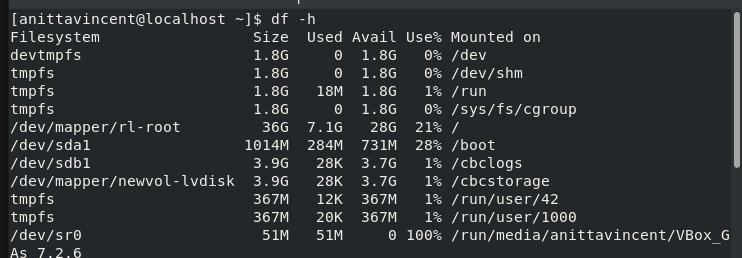 [anittavincent@localhost ~]$ df -h
Filesystem                  Size  Used Avail Use% Mounted on
devtmpfs                    1.8G     0  1.8G   0% /dev
tmpfs                       1.8G     0  1.8G   0% /dev/shm
tmpfs                       1.8G   18M  1.8G   1% /run
tmpfs                       1.8G     0  1.8G   0% /sys/fs/cgroup
/dev/mapper/rl-root          36G  7.1G   28G  21% /
/dev/sda1                  1014M  284M  731M  28% /boot
/dev/sdb1                   3.9G   28K  3.7G   1% /cbclogs
/dev/mapper/newvol-lvdisk   3.9G   28K  3.7G   1% /cbcstorage
tmpfs                       367M   12K  367M   1% /run/user/42
tmpfs                       367M   20K  367M   1% /run/user/1000
/dev/sr0                     51M   51M     0 100% /run/media/anittavincent/VBox_G
As_7.2.6